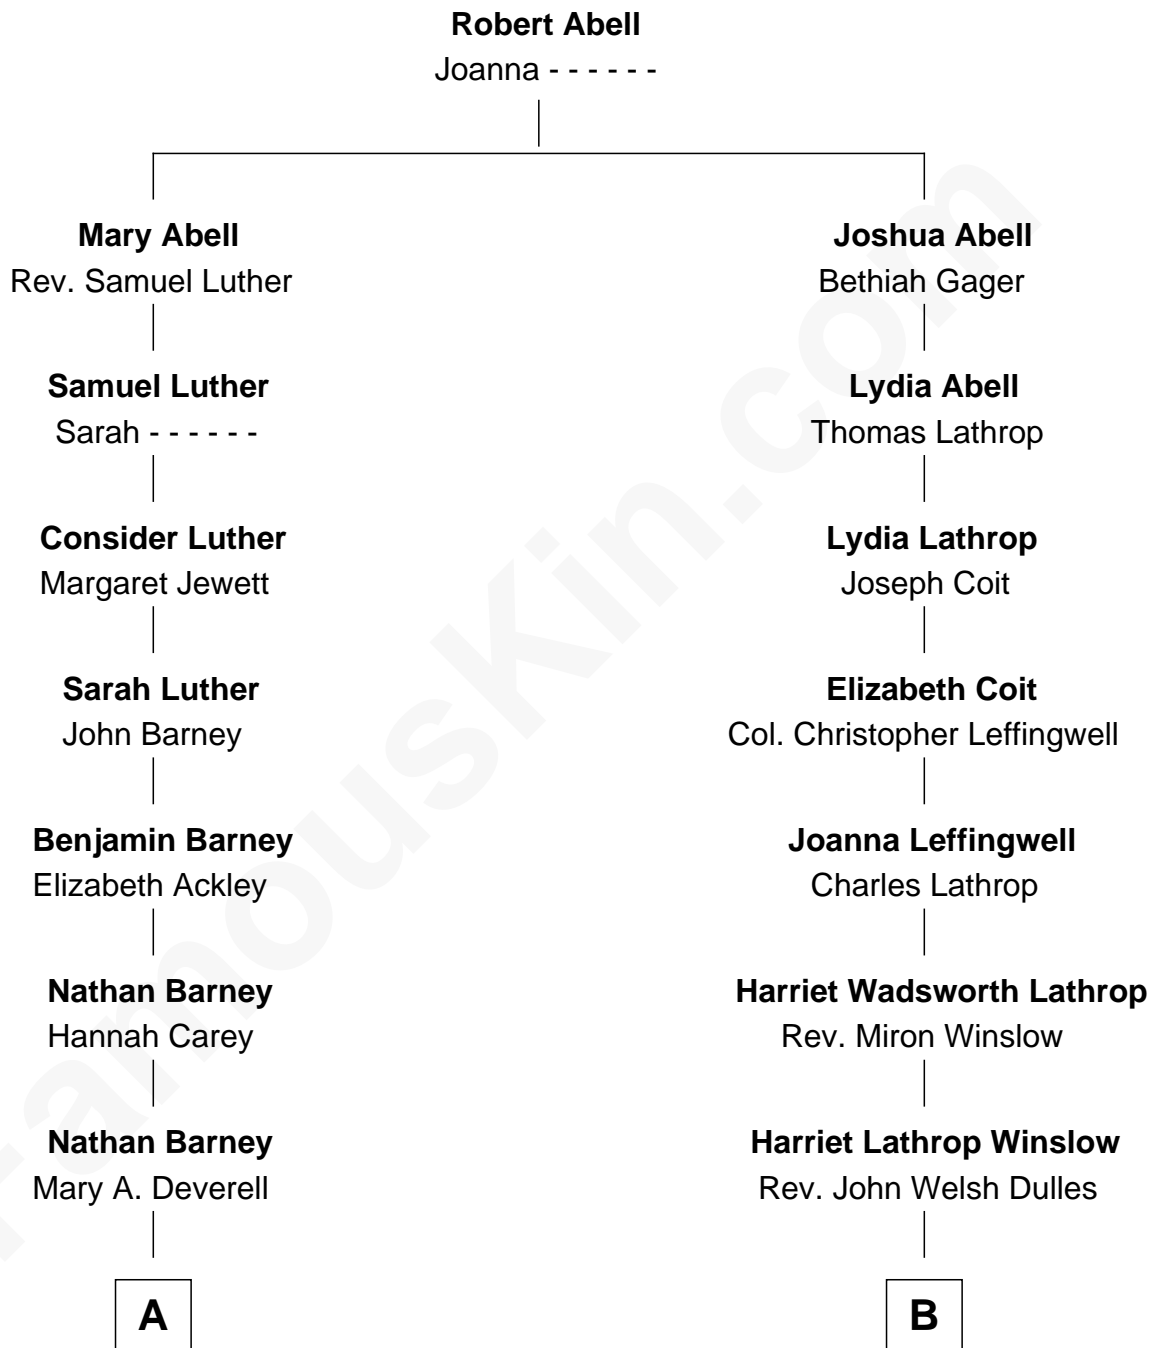 Robert Abell
Joanna - - - - - -
Mary Abell
Rev. Samuel Luther
Joshua Abell
Bethiah Gager
Samuel Luther
Sarah - - - - - -
Lydia Abell
Thomas Lathrop
Consider Luther
Margaret Jewett
Lydia Lathrop
Joseph Coit
Sarah Luther
John Barney
Elizabeth Coit
Col. Christopher Leffingwell
Benjamin Barney
Elizabeth Ackley
Joanna Leffingwell
Charles Lathrop
Nathan Barney
Hannah Carey
Harriet Wadsworth Lathrop
Rev. Miron Winslow
Nathan Barney
Mary A. Deverell
Harriet Lathrop Winslow
Rev. John Welsh Dulles
A
B
FamousKin.com